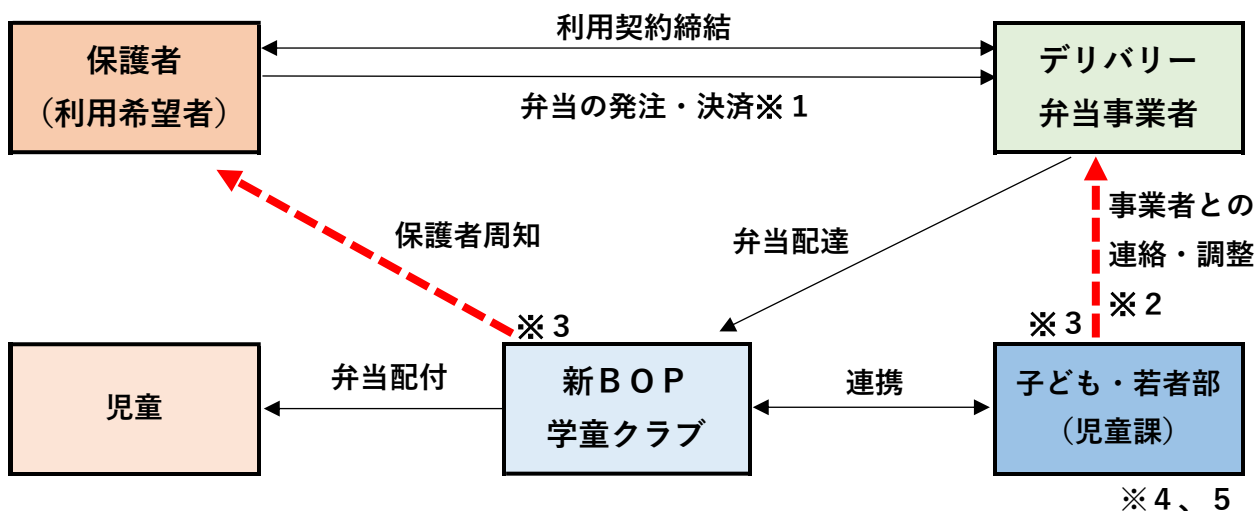 利用契約締結
保護者
（利用希望者）
デリバリー
弁当事業者
弁当の発注・決済※１
保護者周知
弁当配達
事業者との
連絡・調整
※２
※３
※３
児童
弁当配付
新ＢＯＰ
学童クラブ
連携
子ども・若者部
（児童課）
※４、５